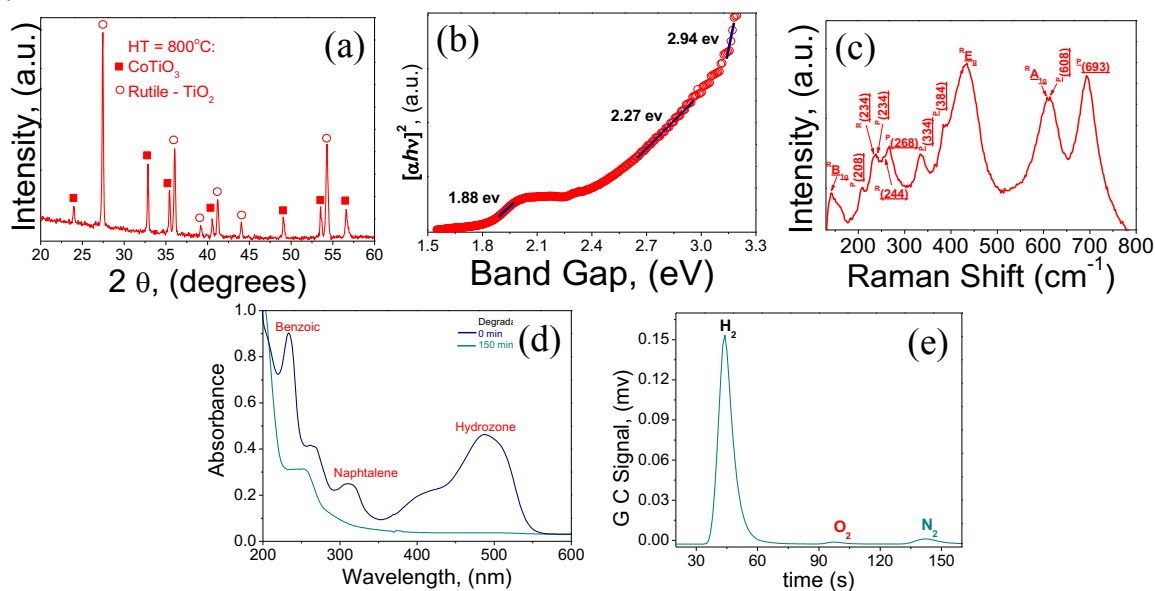 (a)
Intensity, (a.u.)
HT = 800°C:
■ CoTiO3
○ Rutile - TiO2
20 25 30 35 40 45 50 55 60
2 θ, (degrees)
(b)
[αhν]², (a.u.)
2.94 ev
2.27 ev
1.88 ev
1.5 1.8 2.1 2.4 2.7 3.0 3.3
Band Gap, (eV)
(c)
Intensity, (a.u.)
R B1g
P (208)
R (234)
P (234)
R (244)
P (268)
P (334)
P (384)
R Eg
R A1g
P (608)
P (693)
200 300 400 500 600 700 800
Raman Shift (cm-1)
(d)
Absorbance
1.0
0.8
0.6
0.4
0.2
0.0
Benzoic
Naphtalene
Hydrozone
Degrada
0 min
150 min
200 300 400 500 600
Wavelength, (nm)
(e)
G C Signal, (mv)
0.15
0.12
0.09
0.06
0.03
0.00
H2
O2
N2
30 60 90 120 150
time (s)